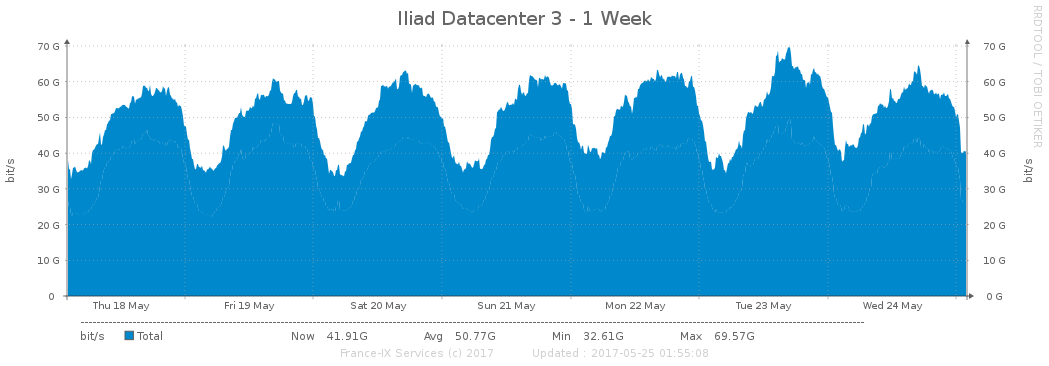 Iliad Datacenter 3 - 1 Week
RRDTOOL / TOBI OETIKER
bit/s
70 G 70 G
60 G 60 G
50 G 50 G
40 G 40 G
30 G 30 G
20 G 20 G
10 G 10 G
0 0 G
bit/s
Thu 18 May Fri 19 May Sat 20 May Sun 21 May Mon 22 May Tue 23 May Wed 24 May
bit/s Total Now 41.91G Avg 50.77G Min 32.61G Max 69.57G
France-IX Services (c) 2017 Updated : 2017-05-25 01:55:08